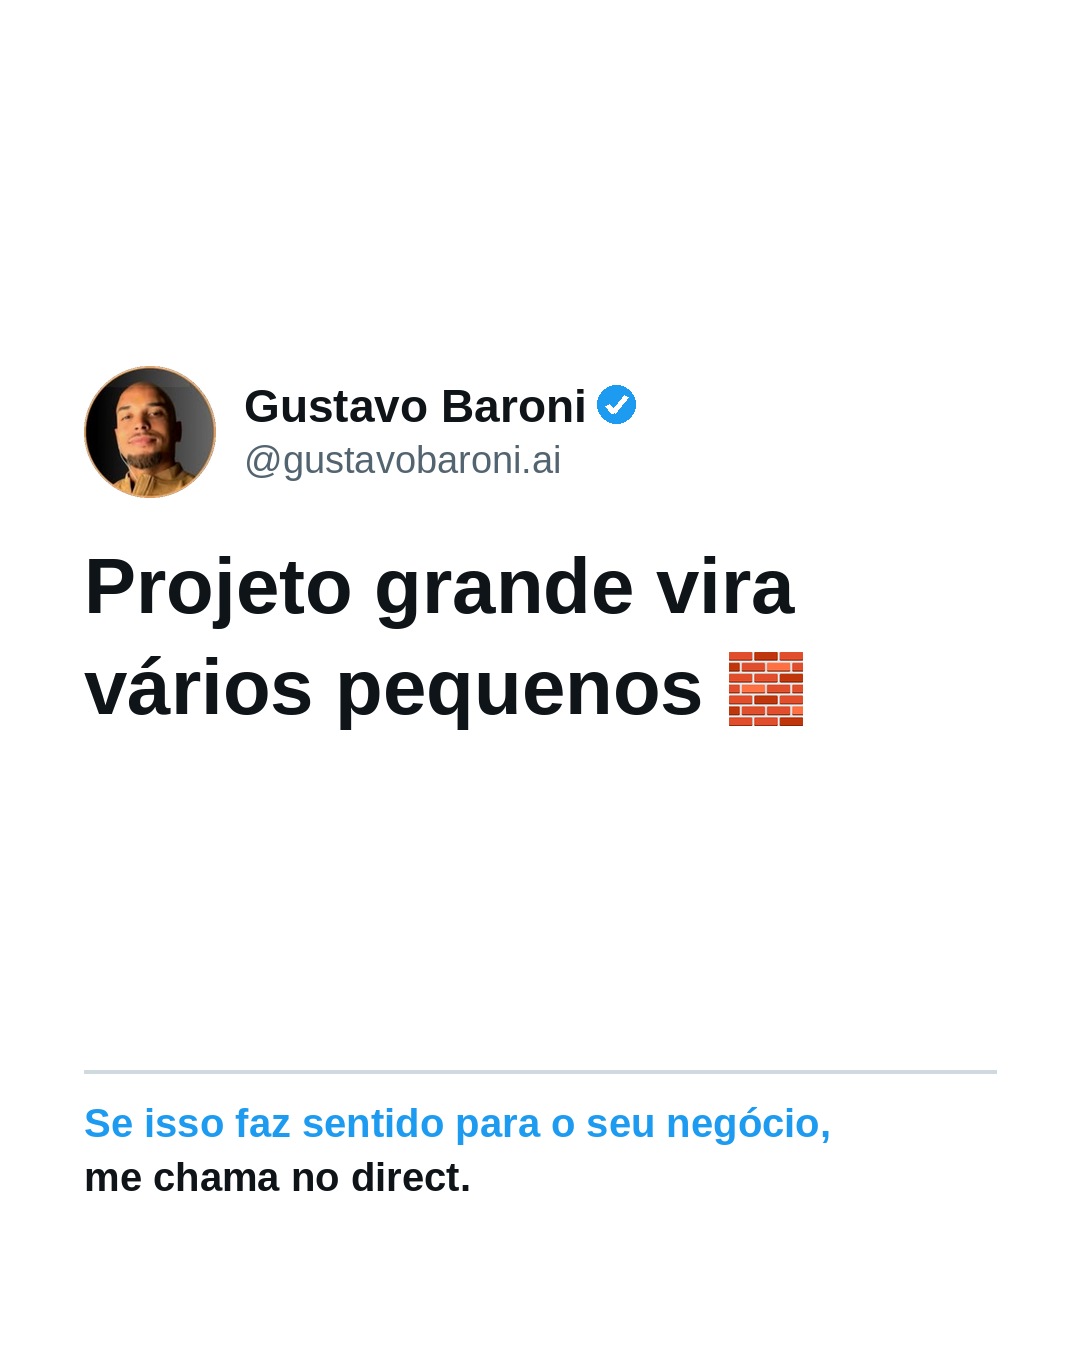 Gustavo Baroni
@gustavobaroni.ai
Projeto grande vira
vários pequenos 🧱
Se isso faz sentido para o seu negócio,
me chama no direct.